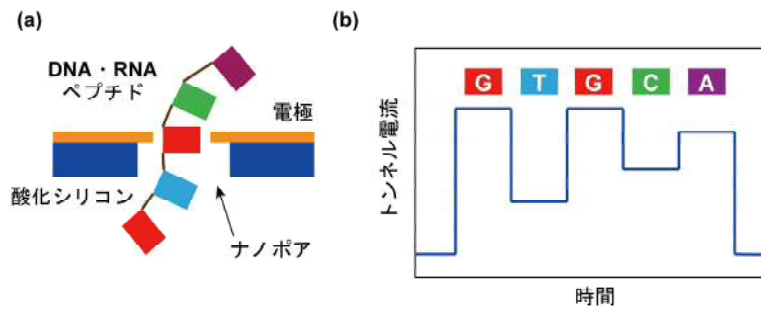 (a)
DNA・RNA
ペプチド
電極
酸化シリコン
ナノポア
(b)
G T G C A
トンネル電流
時間